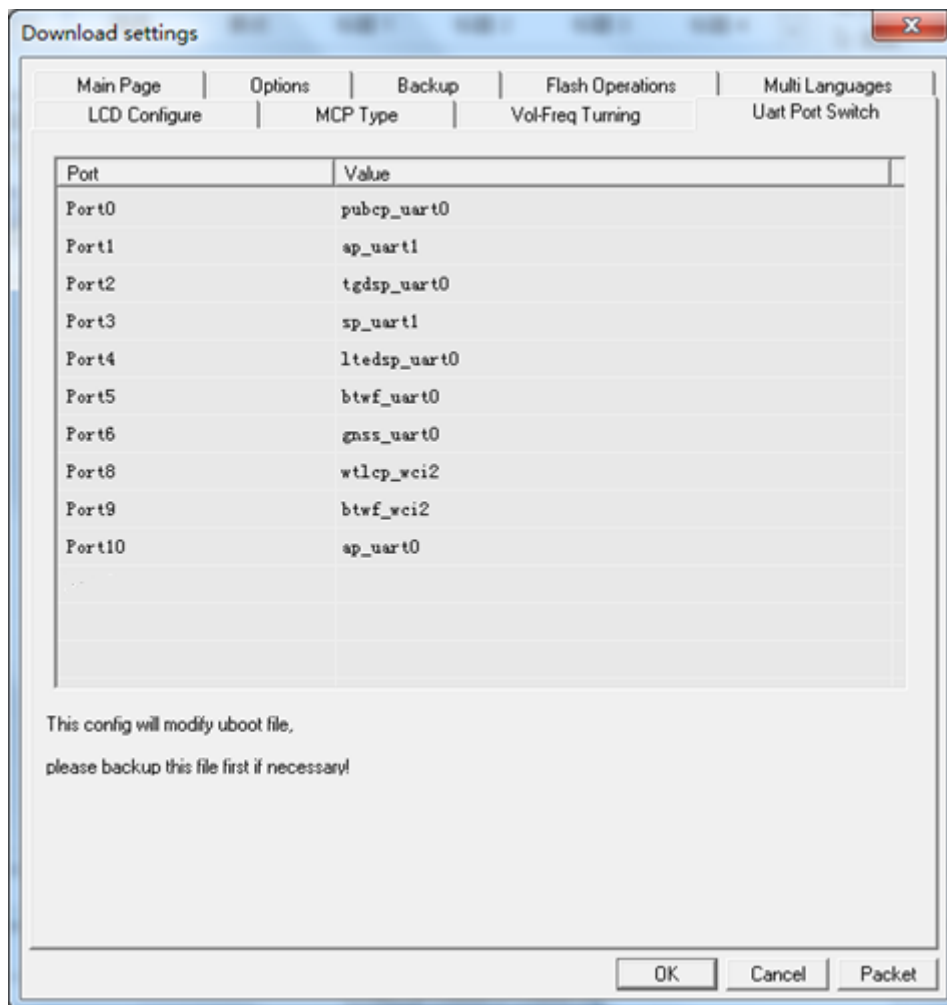 Download settings
Main Page Options Backup Flash Operations Multi Languages
LCD Configure MCP Type Vol-Freq Turning Uart Port Switch
Port Value
Port0 pubcp_uart0
Port1 ap_uart1
Port2 tgdsp_uart0
Port3 sp_uart1
Port4 ltedsp_uart0
Port5 btwf_uart0
Port6 gnss_uart0
Port8 wtlcp_wci2
Port9 btwf_wci2
Port10 ap_uart0
This config will modify uboot file,
please backup this file first if necessary!
OK Cancel Packet